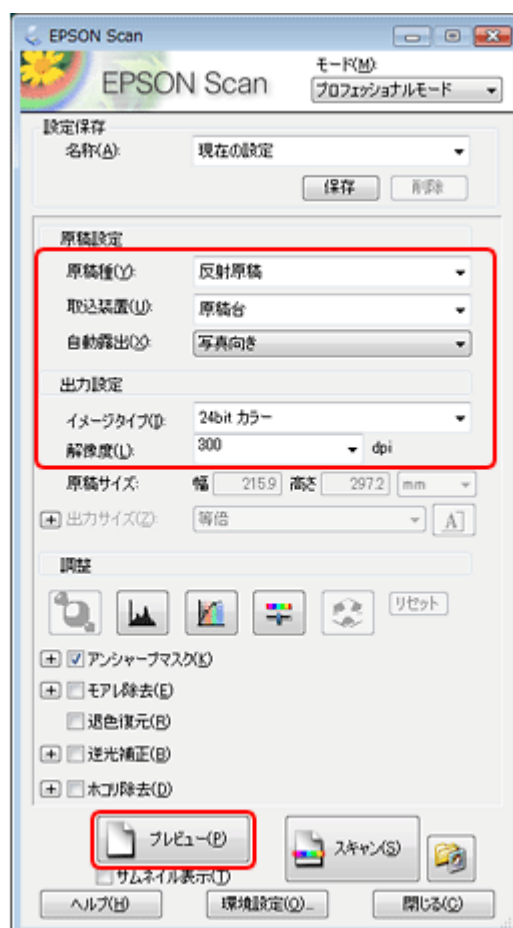 EPSON Scan
EPSON Scan
モード(M):
プロフェッショナルモード
設定保存
名称(A): 現在の設定
保存 削除
原稿設定
原稿種(Y): 反射原稿
取込装置(U): 原稿台
自動露出(X): 写真向き
出力設定
イメージタイプ(I): 24bit カラー
解像度(L): 300 dpi
原稿サイズ: 幅 215.9 高さ 297.2 mm
出力サイズ(Z): 等倍
調整
リセット
アンシャープマスク(K)
モアレ除去(E)
退色復元(R)
逆光補正(B)
ホコリ除去(D)
プレビュー(P) スキャン(S)
サムネイル表示(T)
ヘルプ(H) 環境設定(O)... 閉じる(C)